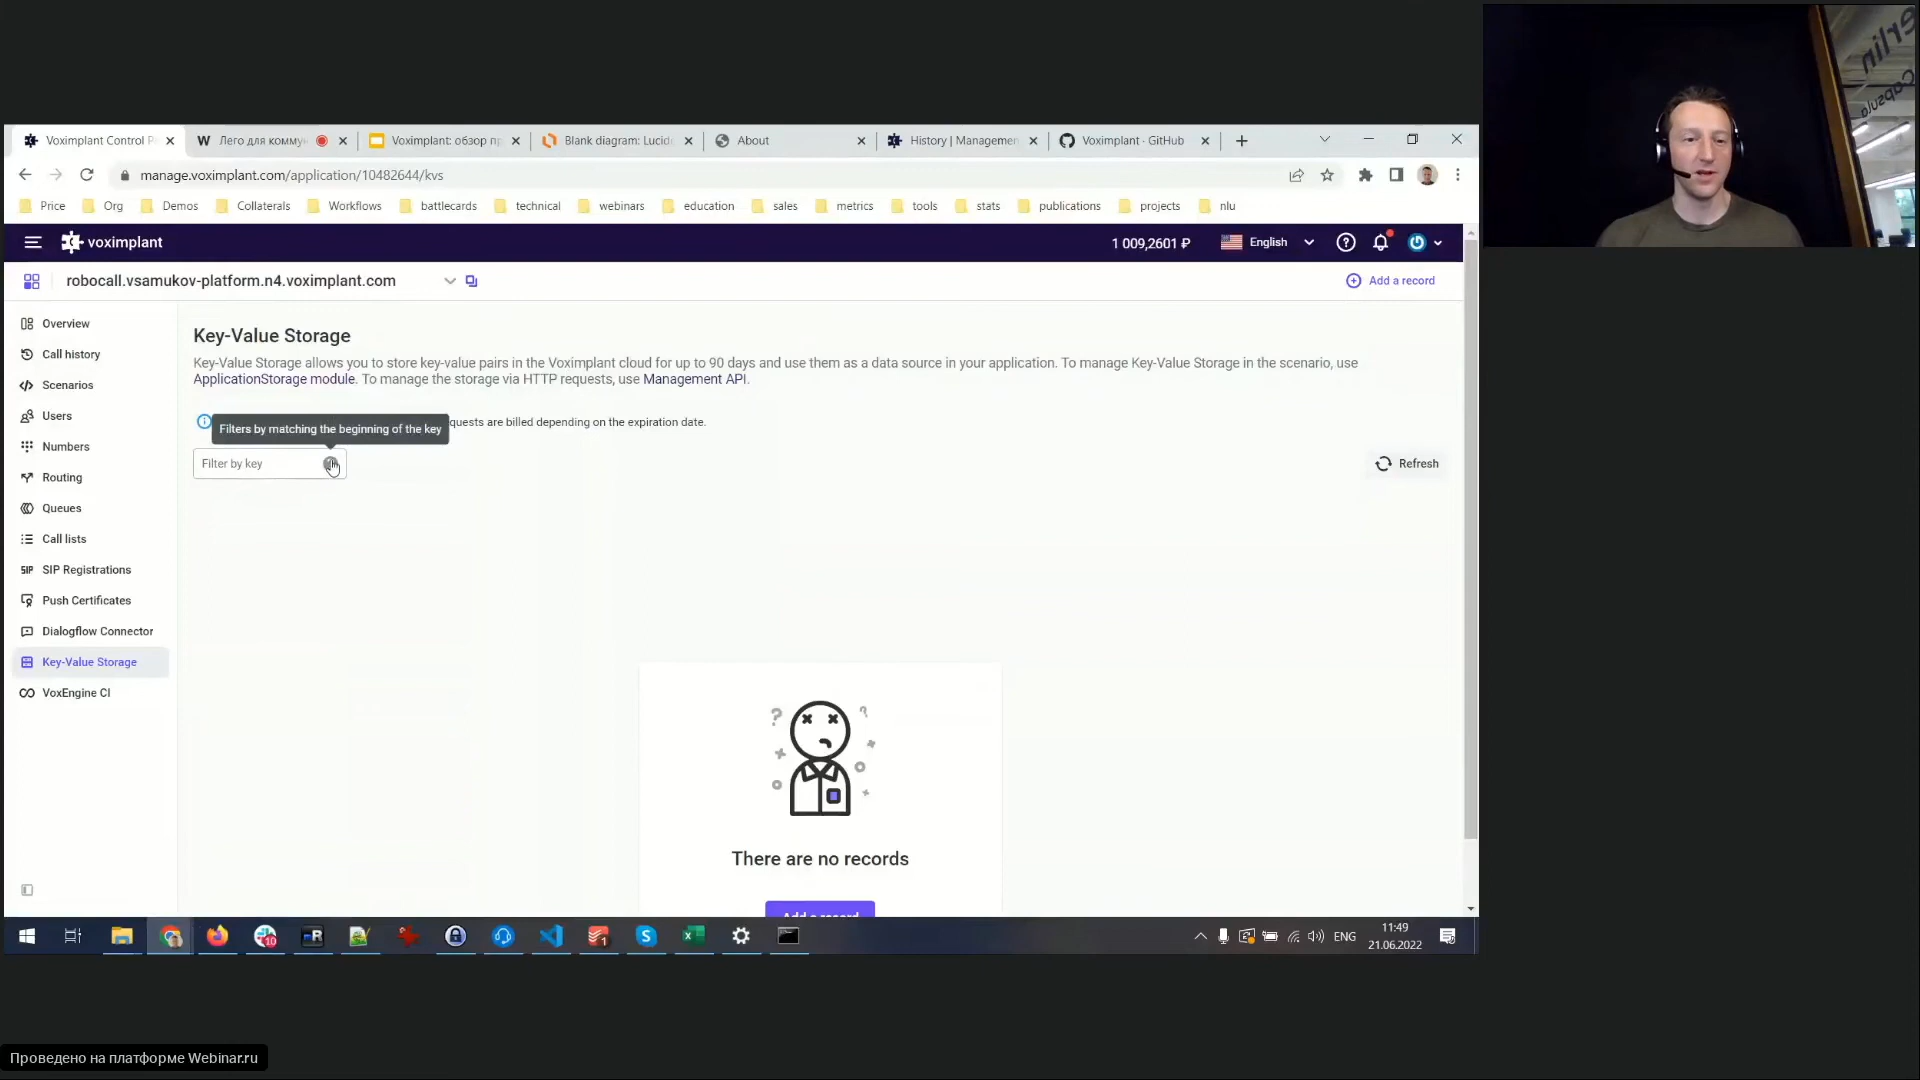 Voximplant Control P
Лего для комму
Voximplant: обзор п
Blank diagram: Lucid
About
History | Managemen
Voximplant · GitHub
manage.voximplant.com/application/10482644/kvs
Price
Org
Demos
Collaterals
Workflows
battlecards
technical
webinars
education
sales
metrics
tools
stats
publications
projects
nlu
voximplant
1 009,2601 ₽
English
robocall.vsamukov-platform.n4.voximplant.com
Add a record
Overview
Call history
Scenarios
Users
Numbers
Routing
Queues
Call lists
SIP Registrations
Push Certificates
Dialogflow Connector
Key-Value Storage
VoxEngine CI
Key-Value Storage
Key-Value Storage allows you to store key-value pairs in the Voximplant cloud for up to 90 days and use them as a data source in your application. To manage Key-Value Storage in the scenario, use
ApplicationStorage module. To manage the storage via HTTP requests, use Management API.
quests are billed depending on the expiration date.
Filters by matching the beginning of the key
Filter by key
Refresh
There are no records
Add a record
ENG
11:49
21.06.2022
Проведено на платформе Webinar.ru
erlin
Capsula